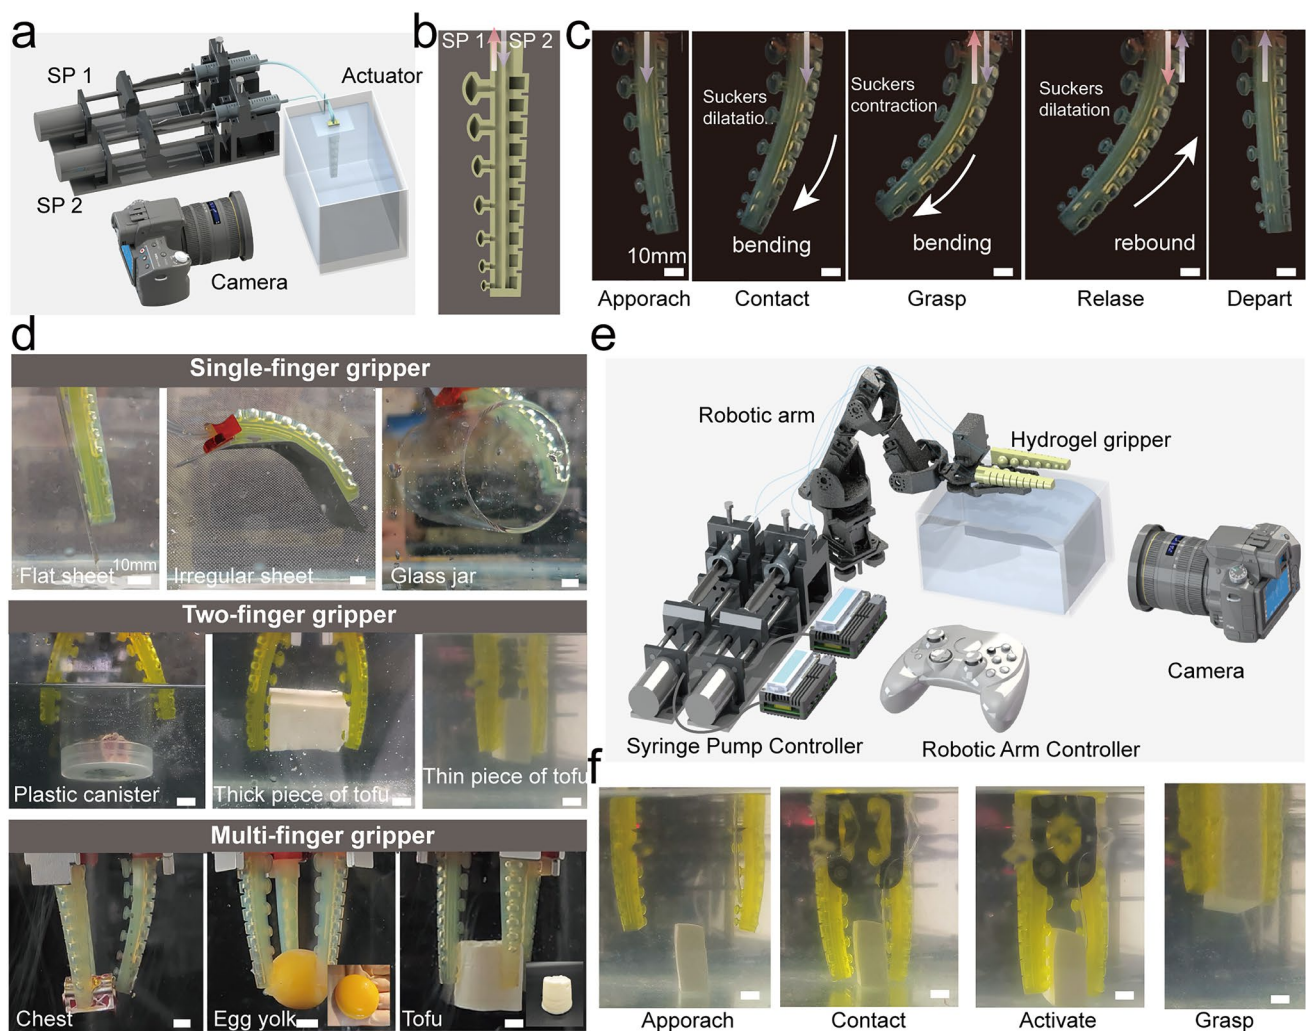 a
SP 1
Actuator
SP 2
Camera
b
SP 1 SP 2
c
Suckers
dilatatio..
Suckers
contraction
Suckers
dilatation
bending
bending
rebound
10mm
Apporach
Contact
Grasp
Relase
Depart
d
Single-finger gripper
Flat sheet
10mm
Irregular sheet
Glass jar
Two-finger gripper
Plastic canister
Thick piece of tofu
Thin piece of tofu
Multi-finger gripper
Chest
Egg yolk
Tofu
e
Robotic arm
Hydrogel gripper
Camera
Syringe Pump Controller
Robotic Arm Controller
f
Apporach
Contact
Activate
Grasp